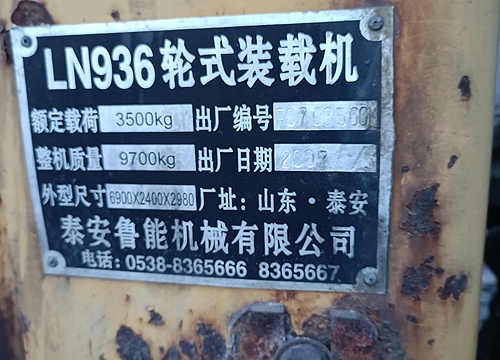 LN936轮式装载机
额定载荷 3500kg 出厂编号
整机质量 9700kg 出厂日期
外型尺寸 6900X2400X2980 厂址：山东·泰安
泰安鲁能机械有限公司
电话：0538-8365666 8365667